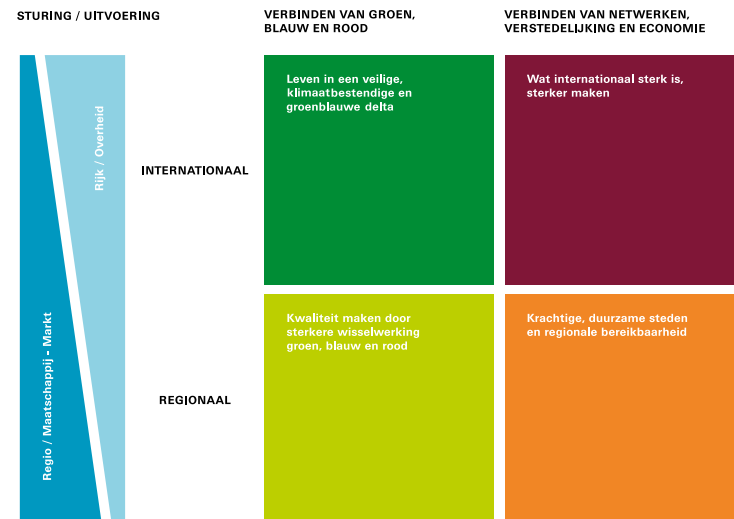 STURING / UITVOERING
VERBINDEN VAN GROEN,
BLAUW EN ROOD
VERBINDEN VAN NETWERKEN,
VERSTEDELIJKING EN ECONOMIE
Rijk / Overheid
Regio / Maatschappij - Markt
INTERNATIONAAL
Leven in een veilige,
klimaatbestendige en
groenblauwe delta
Wat internationaal sterk is,
sterker maken
REGIONAAL
Kwaliteit maken door
sterkere wisselwerking
groen, blauw en rood
Krachtige, duurzame steden
en regionale bereikbaarheid